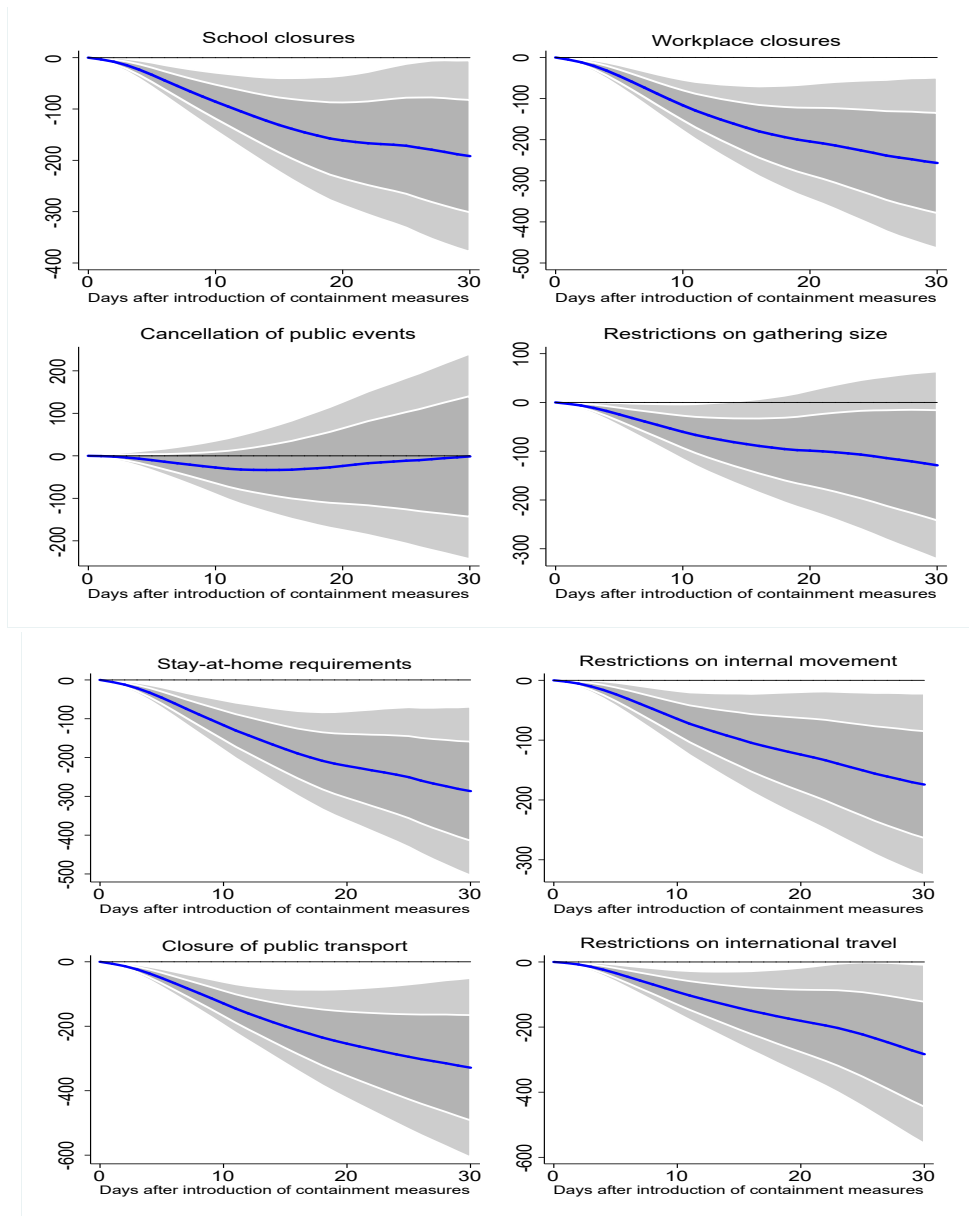 School closures
0
-100
-200
-300
-400
0 10 20 30
Days after introduction of containment measures
Workplace closures
0
-100
-200
-300
-400
-500
0 10 20 30
Days after introduction of containment measures
Cancellation of public events
200
100
0
-100
-200
0 10 20 30
Days after introduction of containment measures
Restrictions on gathering size
100
0
-100
-200
-300
0 10 20 30
Days after introduction of containment measures
Stay-at-home requirements
0
-100
-200
-300
-400
-500
0 10 20 30
Days after introduction of containment measures
Restrictions on internal movement
0
-100
-200
-300
0 10 20 30
Days after introduction of containment measures
Closure of public transport
0
-200
-400
-600
0 10 20 30
Days after introduction of containment measures
Restrictions on international travel
0
-200
-400
-600
0 10 20 30
Days after introduction of containment measures